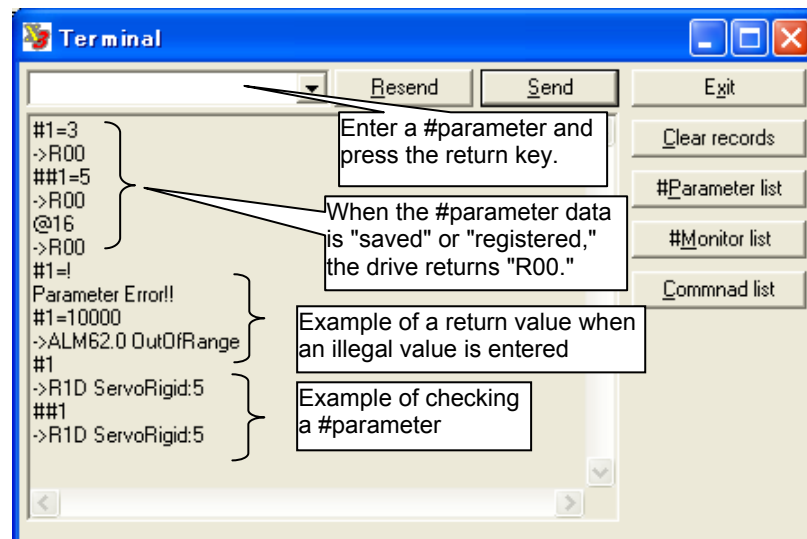 Terminal
Resend
Send
Exit
Enter a #parameter and
press the return key.
Clear records
#Parameter list
#Monitor list
Commnad list
#1=3
->R00
##1=5
->R00
@16
->R00
#1=!
Parameter Error!!
#1=10000
->ALM62.0 OutOfRange
#1
->R1D ServoRigid:5
##1
->R1D ServoRigid:5
When the #parameter data
is "saved" or "registered,"
the drive returns "R00."
Example of a return value when
an illegal value is entered
Example of checking
a #parameter